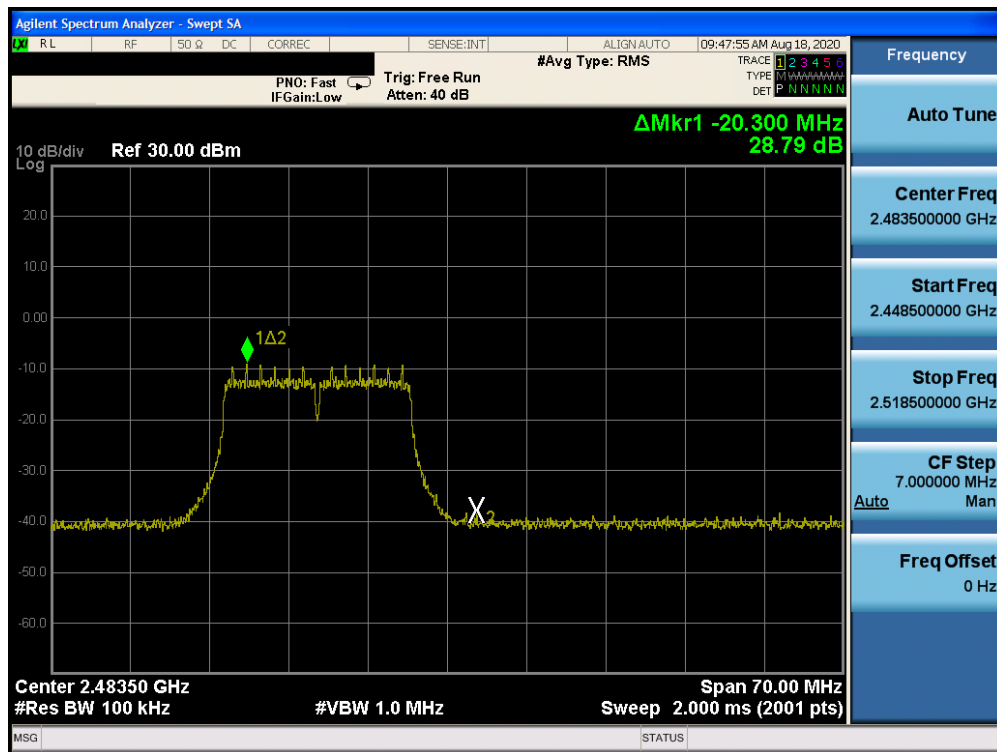 Agilent Spectrum Analyzer - Swept SA
LXI RL RF 50 Ω DC CORREC SENSE:INT ALIGN AUTO 09:47:55 AM Aug 18, 2020
PNO: Fast
IFGain:Low
Trig: Free Run
Atten: 40 dB
#Avg Type: RMS
TRACE 1 2 3 4 5 6
TYPE M WWWWW
DET P N N N N N
ΔMkr1 -20.300 MHz
28.79 dB
10 dB/div Ref 30.00 dBm
Log
20.0
10.0
0.00
-10.0
-20.0
-30.0
-40.0
-50.0
-60.0
1Δ2
X2
Center 2.48350 GHz
Span 70.00 MHz
#Res BW 100 kHz
#VBW 1.0 MHz
Sweep 2.000 ms (2001 pts)
MSG
STATUS
Frequency
Auto Tune
Center Freq
2.483500000 GHz
Start Freq
2.448500000 GHz
Stop Freq
2.518500000 GHz
CF Step
7.000000 MHz
Auto Man
Freq Offset
0 Hz